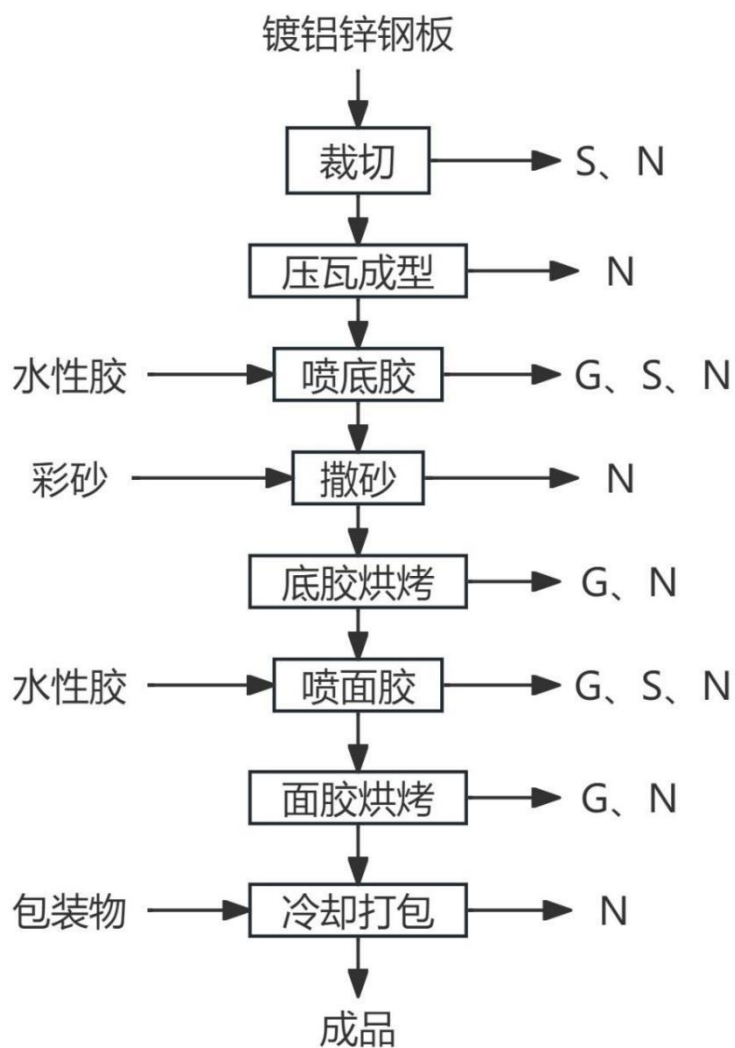 镀铝锌钢板
裁切 S、N
压瓦成型 N
水性胶 喷底胶 G、S、N
彩砂 撒砂 N
底胶烘烤 G、N
水性胶 喷面胶 G、S、N
面胶烘烤 G、N
包装物 冷却打包 N
成品